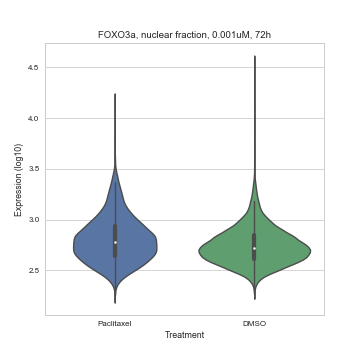 FOXO3a, nuclear fraction, 0.001uM, 72h
4.5
4.0
3.5
3.0
2.5
Expression (log10)
Paclitaxel DMSO
Treatment